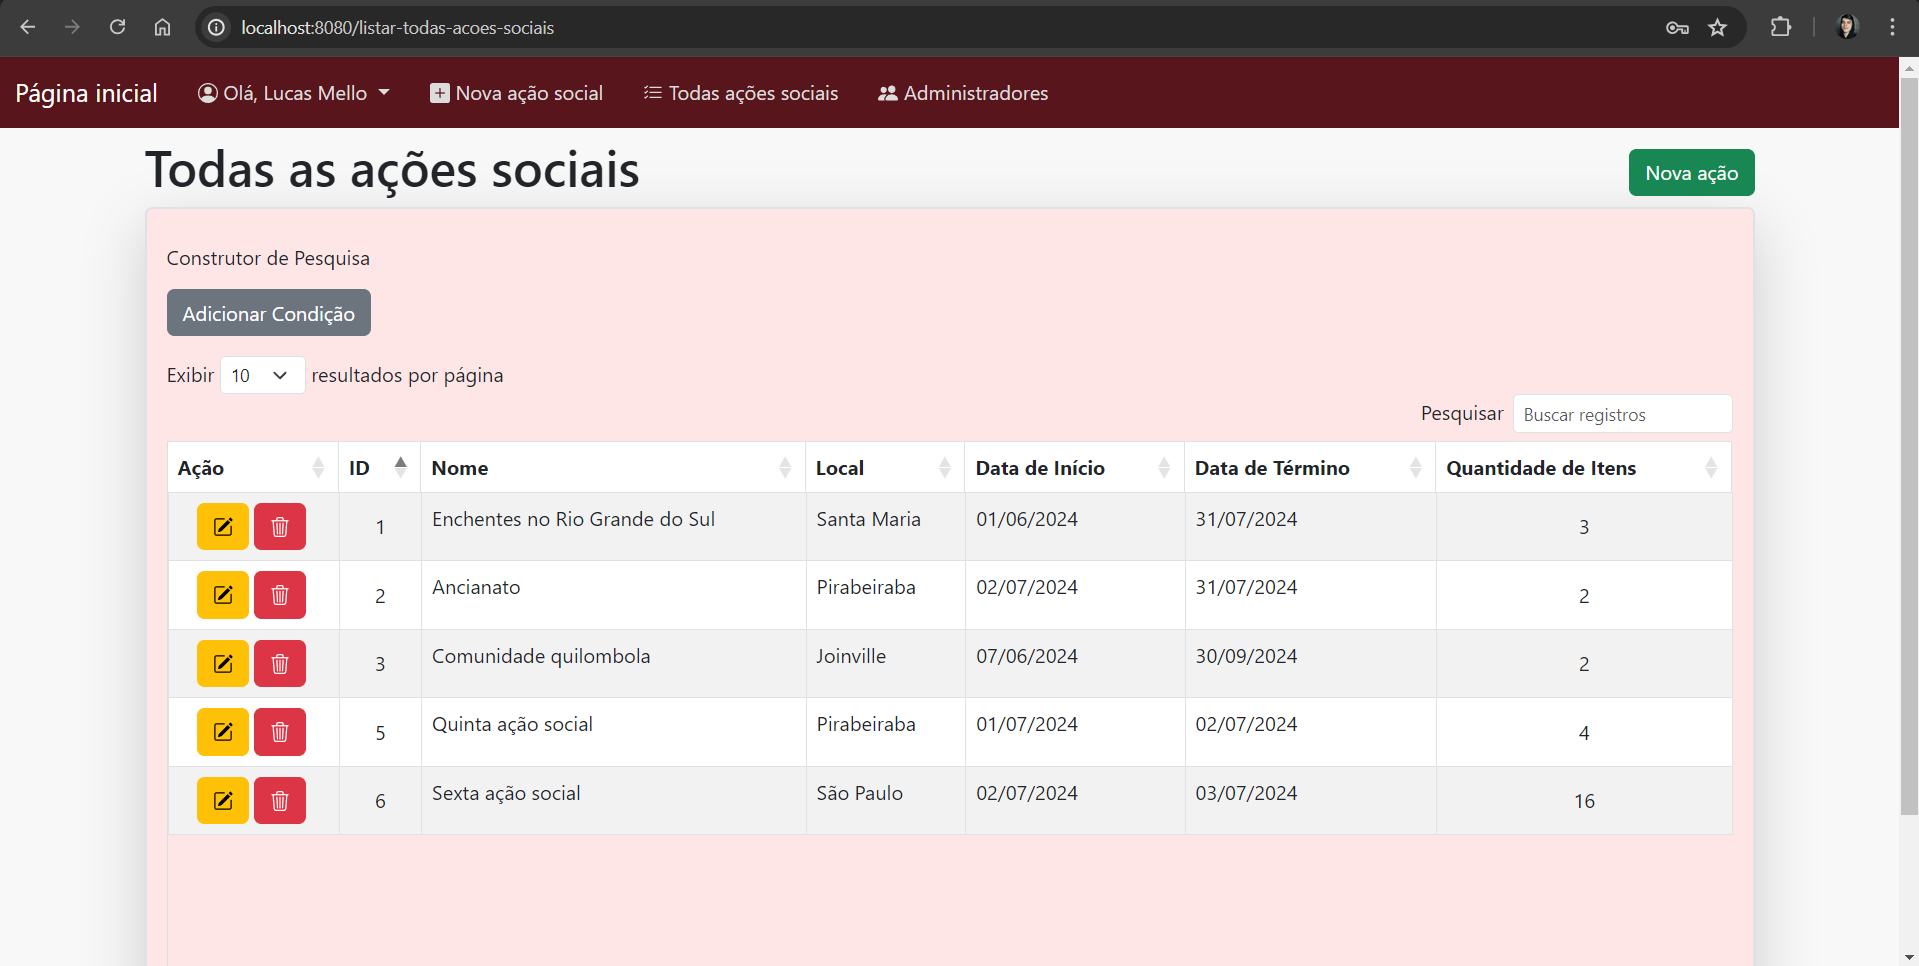 localhost:8080/listar-todas-acoes-sociais
Página inicial Olá, Lucas Mello Nova ação social Todas ações sociais Administradores
Todas as ações sociais Nova ação
Construtor de Pesquisa
Adicionar Condição
Exibir 10 resultados por página
Pesquisar Buscar registros
Ação ID Nome Local Data de Início Data de Término Quantidade de Itens
1 Enchentes no Rio Grande do Sul Santa Maria 01/06/2024 31/07/2024 3
2 Ancianato Pirabeiraba 02/07/2024 31/07/2024 2
3 Comunidade quilombola Joinville 07/06/2024 30/09/2024 2
5 Quinta ação social Pirabeiraba 01/07/2024 02/07/2024 4
6 Sexta ação social São Paulo 02/07/2024 03/07/2024 16